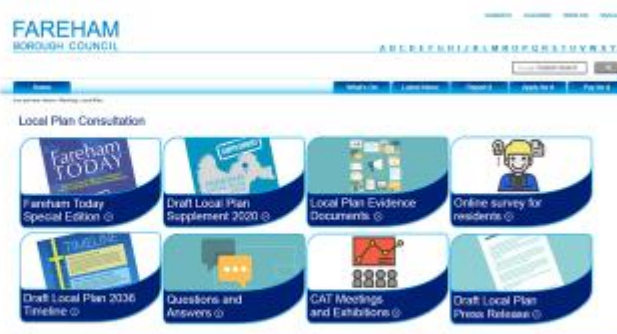 FAREHAM
BOROUGH COUNCIL
A B C D E F G H I J K L M N O P Q R S T U V W X Y
Home
What's On
Latest News
Report it
Apply for it
Pay for it
Local Plan Consultation
Fareham
TODAY
Fareham Today
Special Edition
Draft Local Plan
Supplement 2020
Local Plan Evidence
Documents
Online survey for
residents
TIMELINE
Draft Local Plan 2036
Timeline
Questions and
Answers
CAT Meetings
and Exhibitions
Draft Local Plan
Press Release